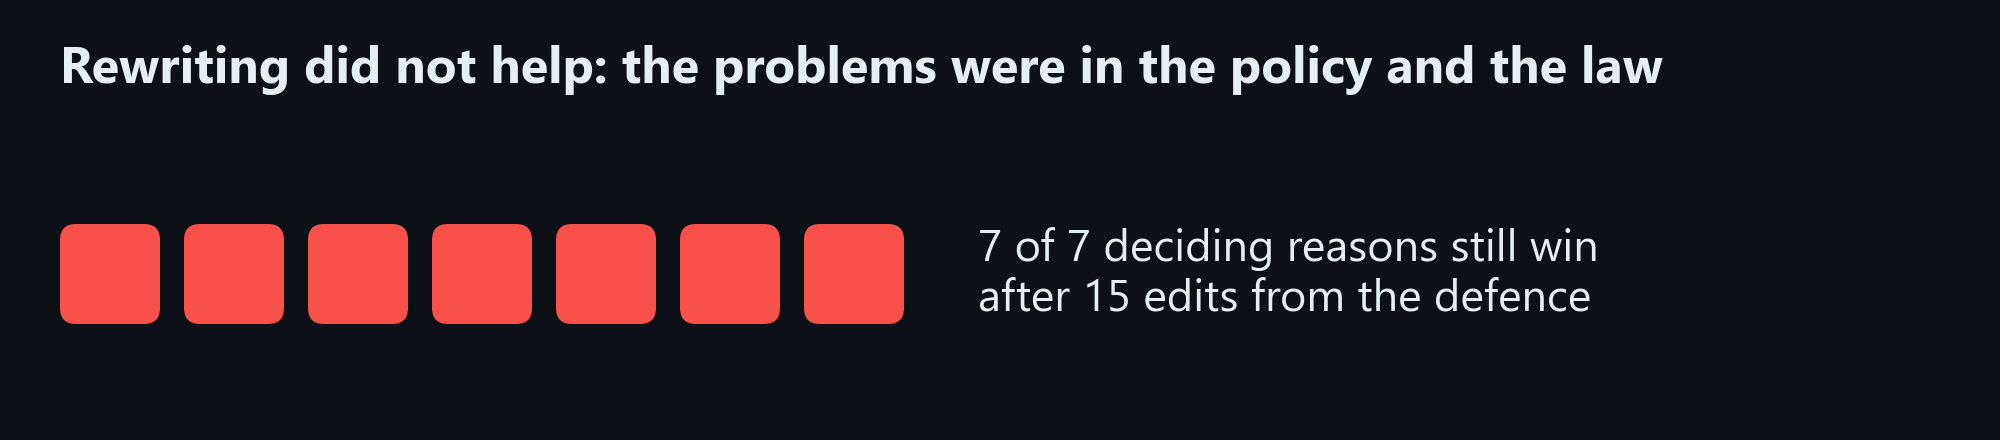 Rewriting did not help: the problems were in the policy and the law
7 of 7 deciding reasons still win
after 15 edits from the defence